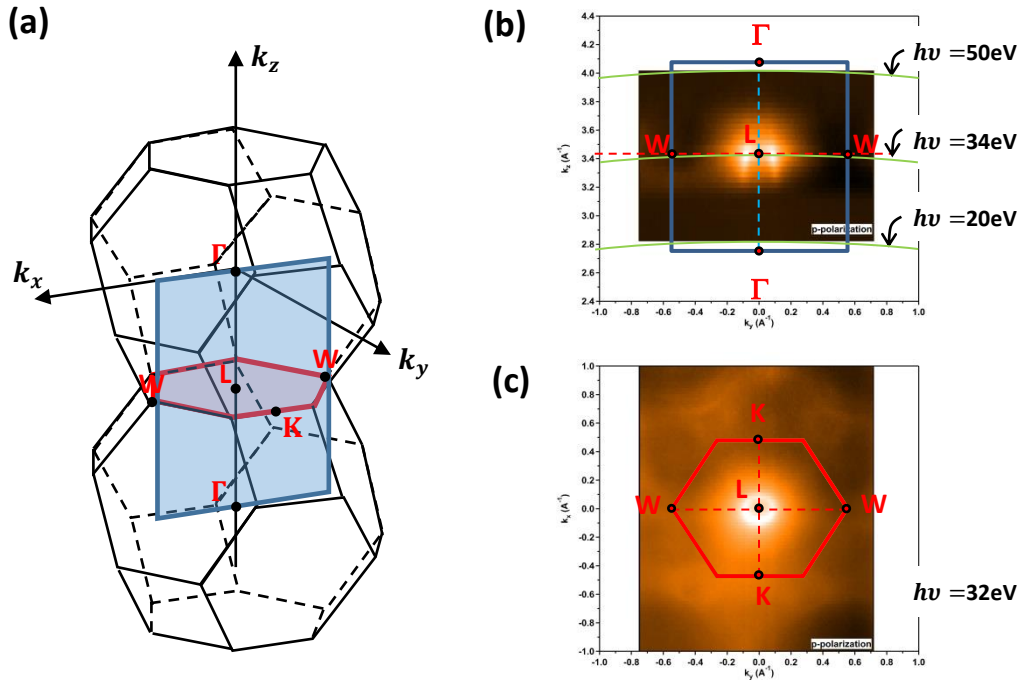 (a)
k_z
Γ
k_x
k_y
W
L
W
K
Γ
(b)
4.4
4.2
4.0
3.8
3.6
3.4
3.2
3.0
2.8
2.6
2.4
k_z (A⁻¹)
Γ
W
L
W
Γ
p-polarization
hυ =50eV
hυ =34eV
hυ =20eV
-1.0 -0.8 -0.6 -0.4 -0.2 0.0 0.2 0.4 0.6 0.8 1.0
k_y (A⁻¹)
(c)
1.0
0.8
0.6
0.4
0.2
0.0
-0.2
-0.4
-0.6
-0.8
-1.0
k_x (A⁻¹)
K
W
L
W
K
p-polarization
hυ =32eV
-1.0 -0.8 -0.6 -0.4 -0.2 0.0 0.2 0.4 0.6 0.8 1.0
k_y (A⁻¹)